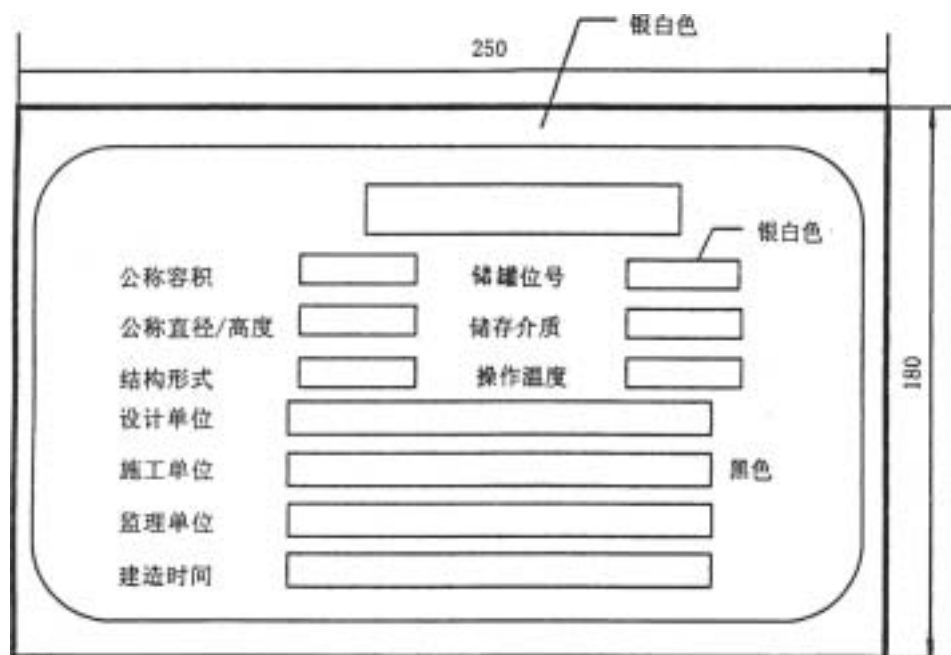 银白色
250
银白色
公称容积 储罐位号
公称直径/高度 储存介质
结构形式 操作温度
设计单位
施工单位 黑色
监理单位
建造时间
180